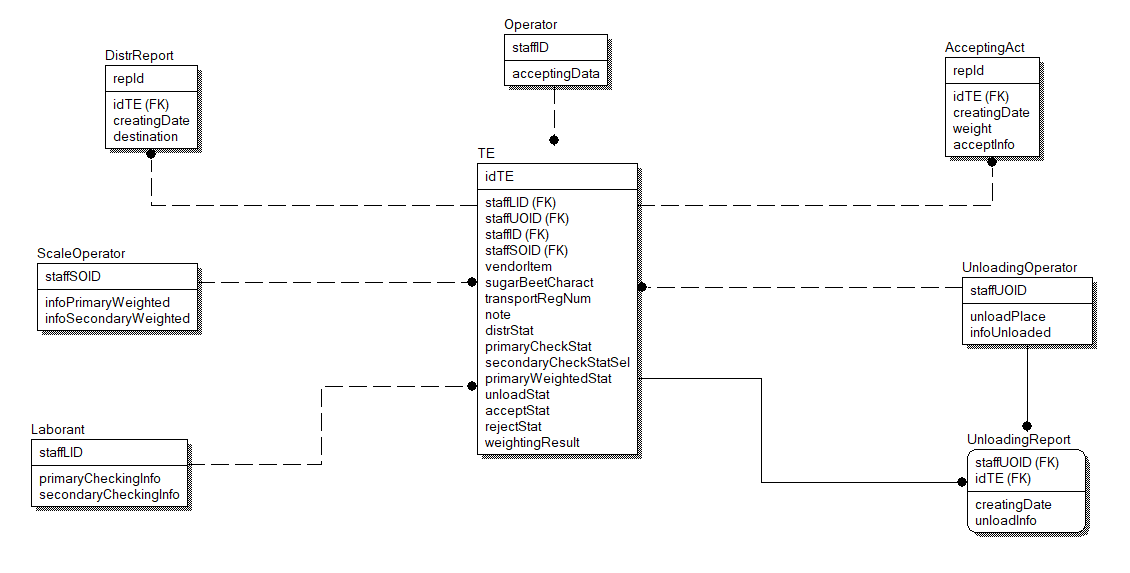 Operator
staffID
acceptingData
DistrReport
repId
idTE (FK)
creatingDate
destination
AcceptingAct
repId
idTE (FK)
creatingDate
weight
acceptInfo
TE
idTE
staffLID (FK)
staffUOID (FK)
staffID (FK)
staffSOID (FK)
vendorItem
sugarBeetCharact
transportRegNum
note
distrStat
primaryCheckStat
secondaryCheckStatSel
primaryWeightedStat
unloadStat
acceptStat
rejectStat
weightingResult
ScaleOperator
staffSOID
infoPrimaryWeighted
infoSecondaryWeighted
UnloadingOperator
staffUOID
unloadPlace
infoUnloaded
Laborant
staffLID
primaryCheckingInfo
secondaryCheckingInfo
UnloadingReport
staffUOID (FK)
idTE (FK)
creatingDate
unloadInfo